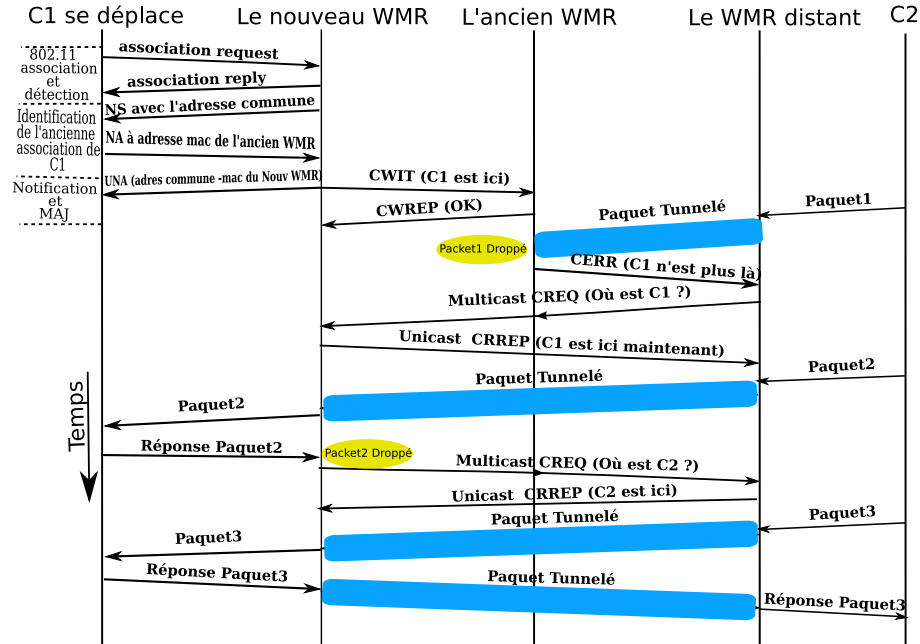 C1 se déplace
Le nouveau WMR
L'ancien WMR
Le WMR distant
C2
802.11
association
et
détection
association request
association reply
NS avec l'adresse commune
Identification
de l'ancienne
association de
C1
NA à adresse mac de l'ancien WMR
UNA (adres commune -mac du Nouv WMR)
Notification
et
MAJ
CWIT (C1 est ici)
CWREP (OK)
Paquet1
Paquet Tunnelé
Packet1 Droppé
CERR (C1 n'est plus là)
Multicast CREQ (Où est C1 ?)
Unicast CRREP (C1 est ici maintenant)
Paquet2
Paquet Tunnelé
Paquet2
Temps
Réponse Paquet2
Packet2 Droppé
Multicast CREQ (Où est C2 ?)
Unicast CRREP (C2 est ici)
Paquet3
Paquet Tunnelé
Paquet3
Réponse Paquet3
Paquet Tunnelé
Réponse Paquet3